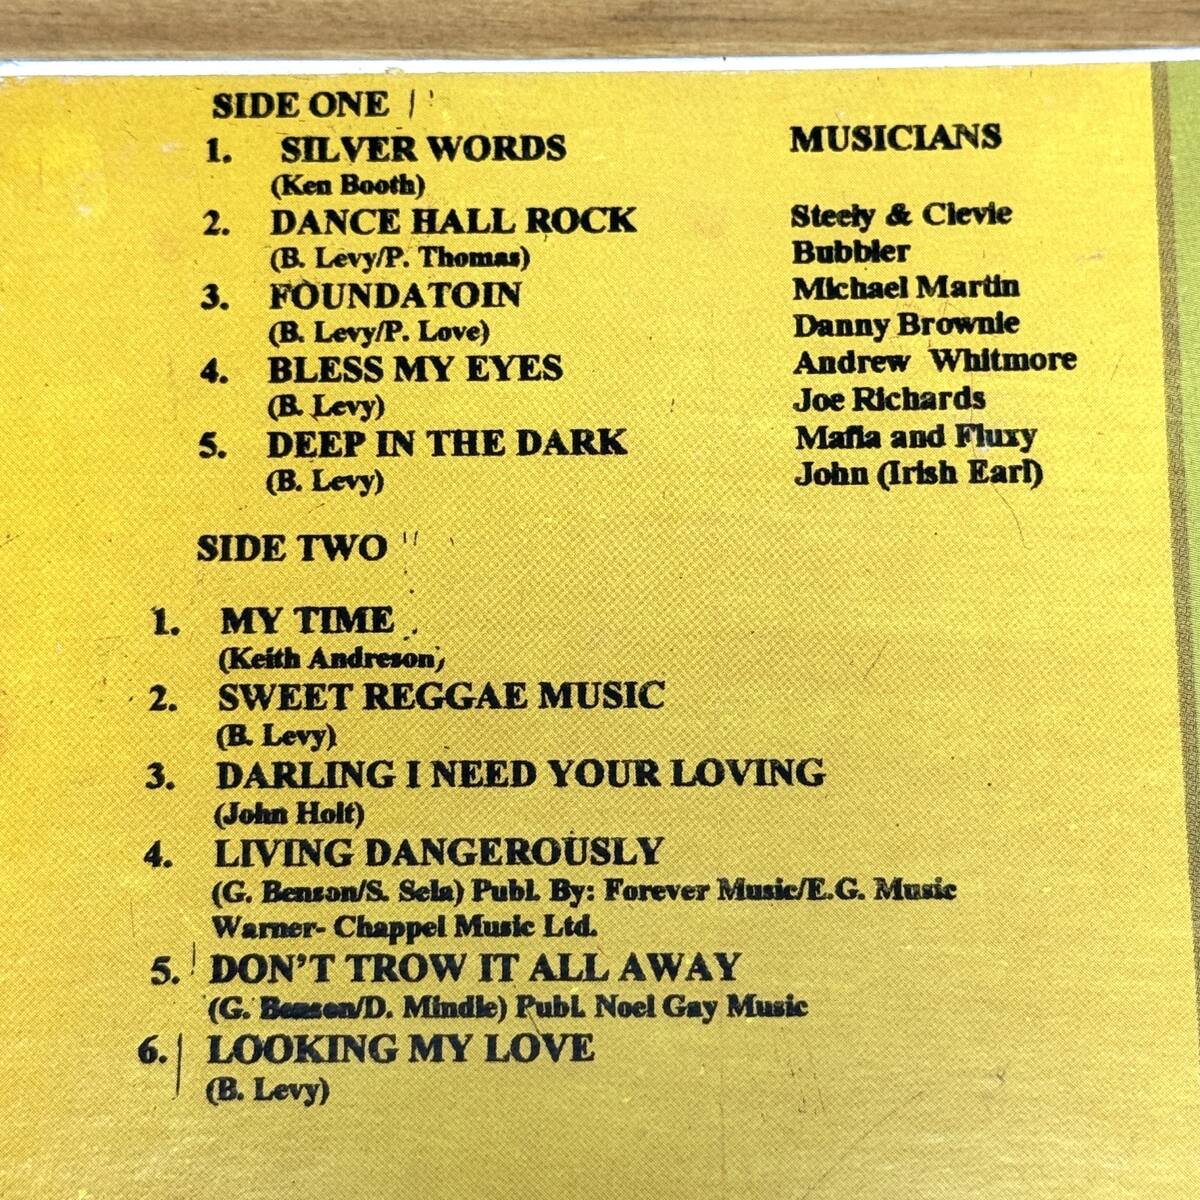 SIDE ONE
1. SILVER WORDS
(Ken Booth)
2. DANCE HALL ROCK
(B. Levy/P. Thomas)
3. FOUNDATOIN
(B. Levy/P. Love)
4. BLESS MY EYES
(B. Levy)
5. DEEP IN THE DARK
(B. Levy)
MUSICIANS
Steely & Clevie
Bubbler
Michael Martin
Danny Brownie
Andrew Whitmore
Joe Richards
Mafia and Fluxy
John (Irish Earl)
SIDE TWO
1. MY TIME
(Keith Andreson)
2. SWEET REGGAE MUSIC
(B. Levy)
3. DARLING I NEED YOUR LOVING
(John Holt)
4. LIVING DANGEROUSLY
(G. Benson/S. Sela) Publ. By: Forever Music/E.G. Music
Warner- Chappel Music Ltd.
5. DON'T TROW IT ALL AWAY
(G. Benson/D. Mindle) Publ. Noel Gay Music
6. LOOKING MY LOVE
(B. Levy)